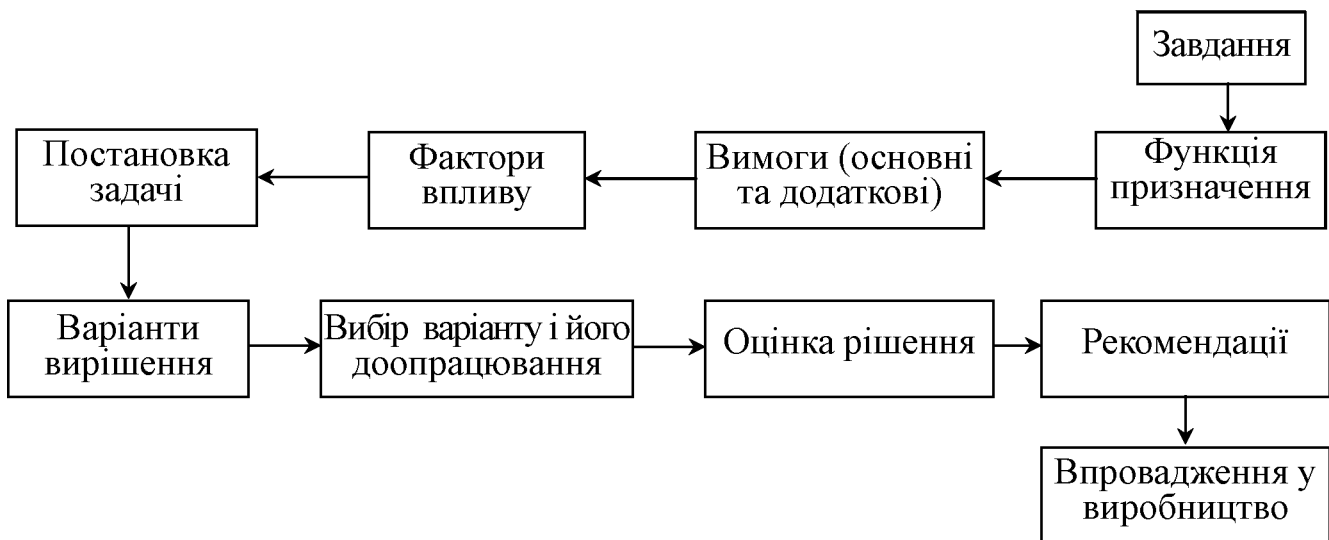 Завдання
Функція
призначення
Вимоги (основні
та додаткові)
Фактори
впливу
Постановка
задачі
Варіанти
вирішення
Вибір варіанту і його
доопрацювання
Оцінка рішення
Рекомендації
Впровадження у
виробництво